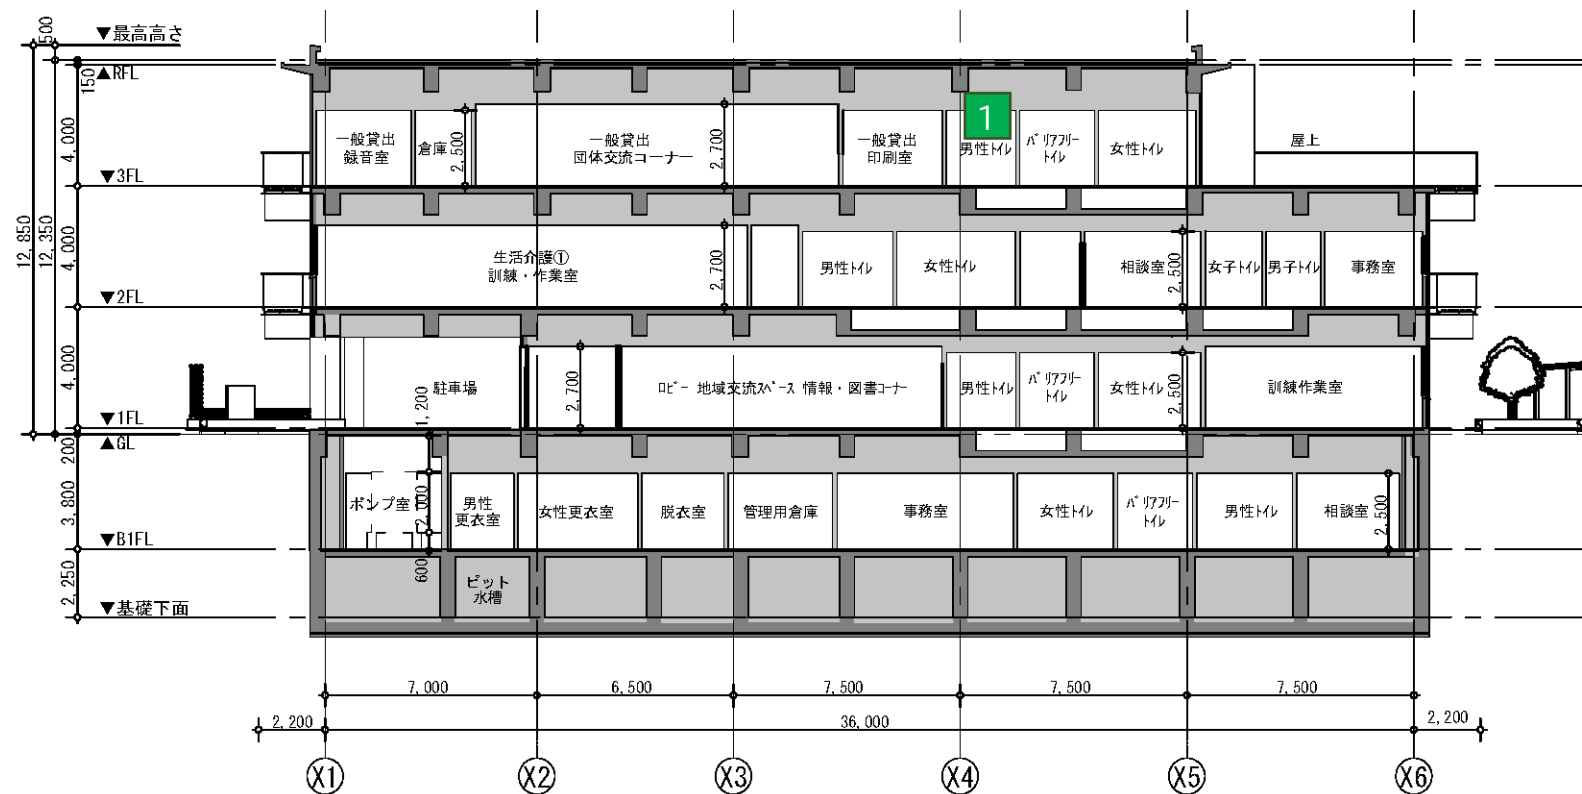 ▼最高高さ
500
▲RFL
150
4,000
▼3FL
4,000
▼2FL
4,000
▼1FL
▲GL
200
3,800
▼B1FL
2,250
▼基礎下面
12,850
12,350
1
一般貸出
録音室
倉庫
2,500
一般貸出
団体交流コーナー
2,700
一般貸出
印刷室
男性トイレ
バリアフリー
トイレ
女性トイレ
屋上
生活介護①
訓練・作業室
2,700
男性トイレ
女性トイレ
相談室
2,500
女子トイレ
男子トイレ
事務室
駐車場
1,200
2,700
ロビー 地域交流スペース 情報・図書コーナー
男性トイレ
バリアフリー
トイレ
女性トイレ
2,500
訓練作業室
ポンプ室
2,000
600
男性
更衣室
女性更衣室
脱衣室
管理用倉庫
事務室
女性トイレ
バリアフリー
トイレ
男性トイレ
相談室
2,500
ピット
水槽
7,000
6,500
7,500
7,500
7,500
2,200
36,000
2,200
X1
X2
X3
X4
X5
X6